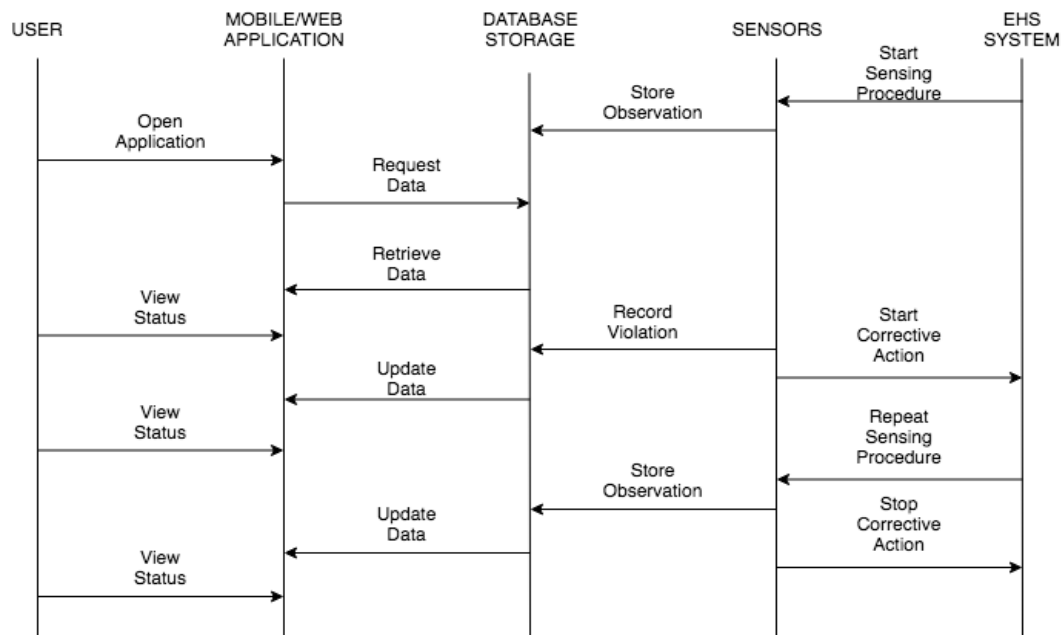 USER
MOBILE/WEB
APPLICATION
DATABASE
STORAGE
SENSORS
EHS
SYSTEM
Start
Sensing
Procedure
Store
Observation
Open
Application
Request
Data
Retrieve
Data
View
Status
Record
Violation
Start
Corrective
Action
Update
Data
View
Status
Repeat
Sensing
Procedure
Store
Observation
Stop
Corrective
Action
Update
Data
View
Status